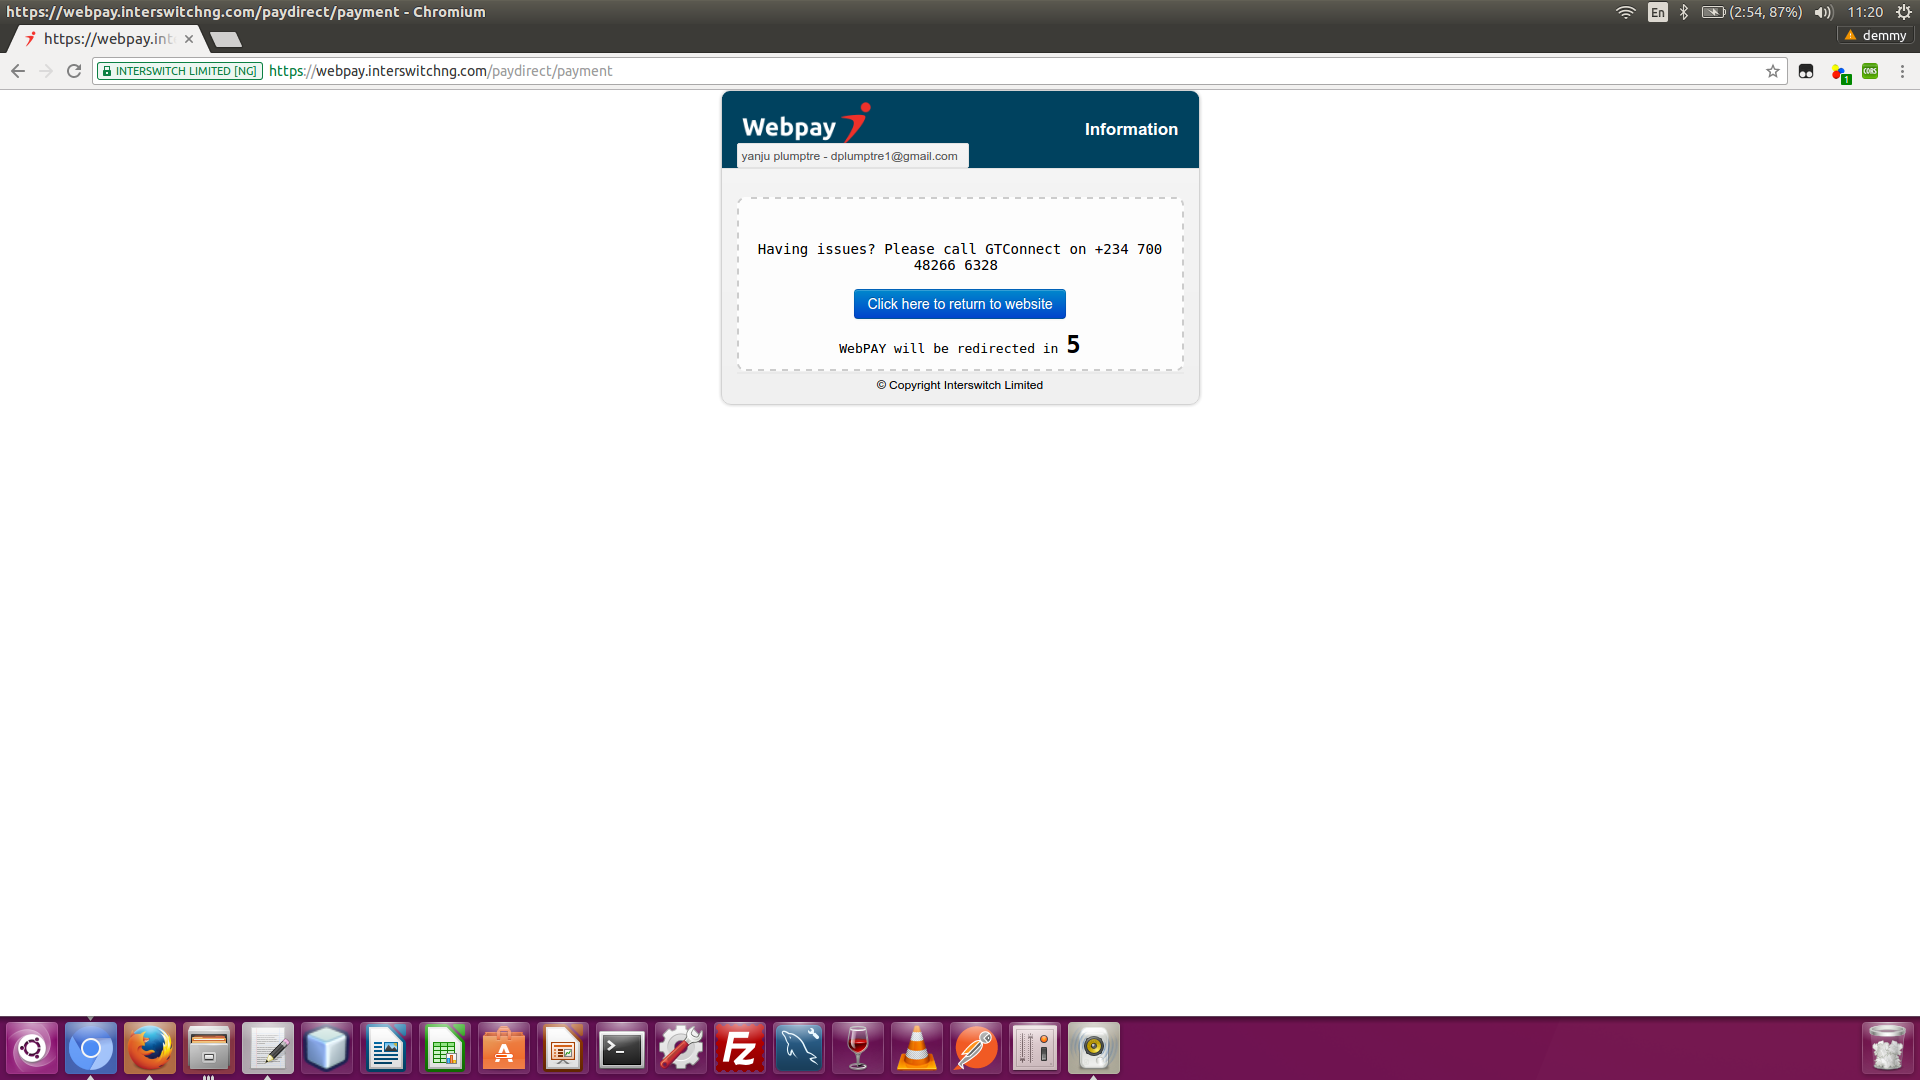 https://webpay.interswitchng.com/paydirect/payment - Chromium
En
(2:54, 87%)
11:20
https://webpay.int
demmy
INTERSWITCH LIMITED [NG]
https://webpay.interswitchng.com/paydirect/payment
1
CORS
Webpay
Information
yanju plumptre - dplumptre1@gmail.com
Having issues? Please call GTConnect on +234 700
48266 6328
Click here to return to website
WebPAY will be redirected in 5
© Copyright Interswitch Limited
>_
FZ